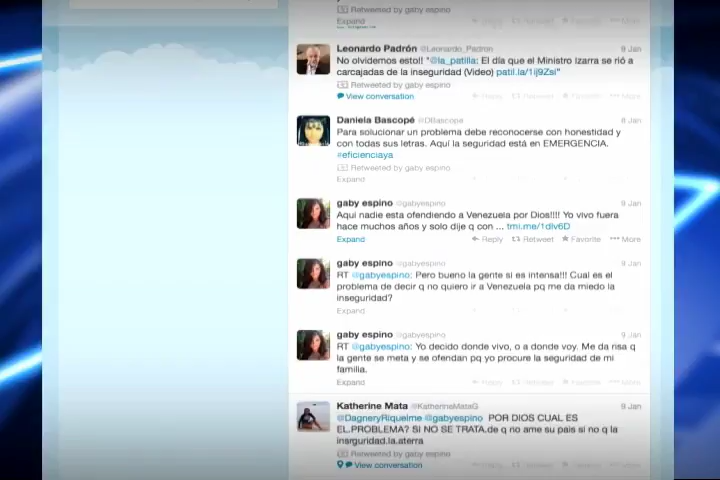 Retweeted by gaby espino
Expand
Leonardo Padrón @Leonardo_Padron 9 Jan
No olvidemos esto!! "@la_patilla: El día que el Ministro Izarra se rió a
carcajadas de la inseguridad (Video) patil.la/1ij9Zsi"
Retweeted by gaby espino
View conversation Reply Retweet Favorite More
Daniela Bascopé @DBascope 8 Jan
Para solucionar un problema debe reconocerse con honestidad y
con todas sus letras. Aquí la seguridad está en EMERGENCIA.
#eficienciaya
Retweeted by gaby espino
Expand
gaby espino @gabyespino 9 Jan
Aqui nadie esta ofendiendo a Venezuela por Dios!!!! Yo vivo fuera
hace muchos años y solo dije q con ... tmi.me/1dlv6D
Expand Reply Retweet Favorite More
gaby espino @gabyespino 9 Jan
RT @gabyespino: Pero bueno la gente si es intensa!!! Cual es el
problema de decir q no quiero ir a Venezuela pq me da miedo la
inseguridad?
Expand
gaby espino @gabyespino 9 Jan
RT @gabyespino: Yo decido donde vivo, o a donde voy. Me da risa q
la gente se meta y se ofendan pq yo procure la seguridad de mi
familia.
Expand Reply Retweet Favorite More
Katherine Mata @KatherineMataG 9 Jan
@DagneryRiquelme @gabyespino POR DIOS CUAL ES
EL.PROBLEMA? SI NO SE TRATA.de q no ame su pais si no q la
insrguridad.la.aterra
Retweeted by gaby espino
View conversation Reply Retweet Favorite More